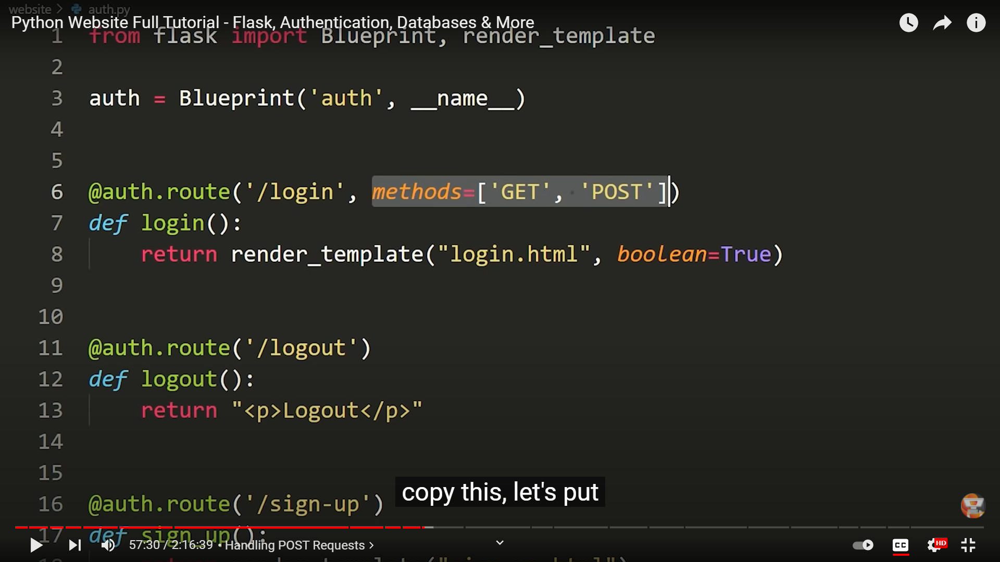 website > auth.py
Python Website Full Tutorial - Flask, Authentication, Databases & More
1 from flask import Blueprint, render_template
2
3 auth = Blueprint('auth', __name__)
4
5
6 @auth.route('/login', methods=['GET', 'POST'])
7 def login():
8 return render_template("login.html", boolean=True)
9
10
11 @auth.route('/logout')
12 def logout():
13 return "<p>Logout</p>"
14
15
copy this, let's put
16 @auth.route('/sign-up')
17 def sign_up():
57:30 / 2:16:39 • Handling POST Requests >
CC
HD